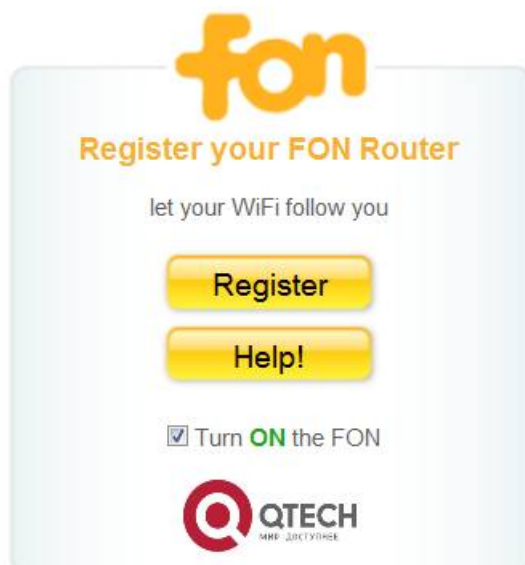 fon
Register your FON Router
let your WiFi follow you
Register
Help!
Turn ON the FON
QTECH
МИР ДОСТУПНЕЕ